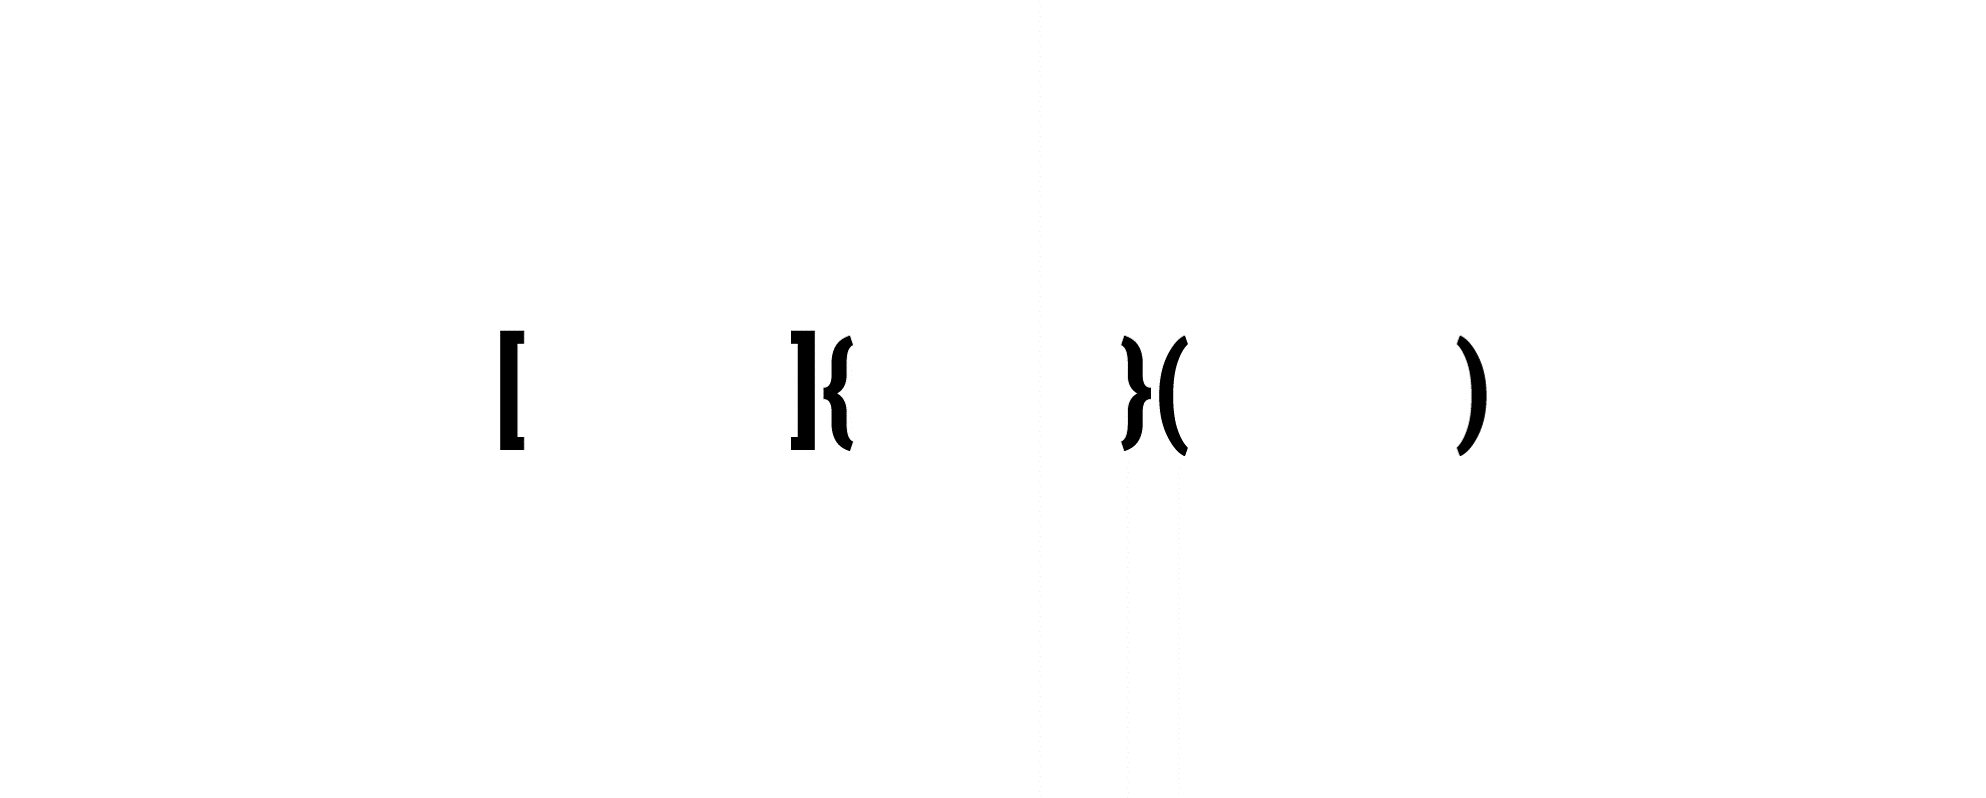 [ ]{ }( )